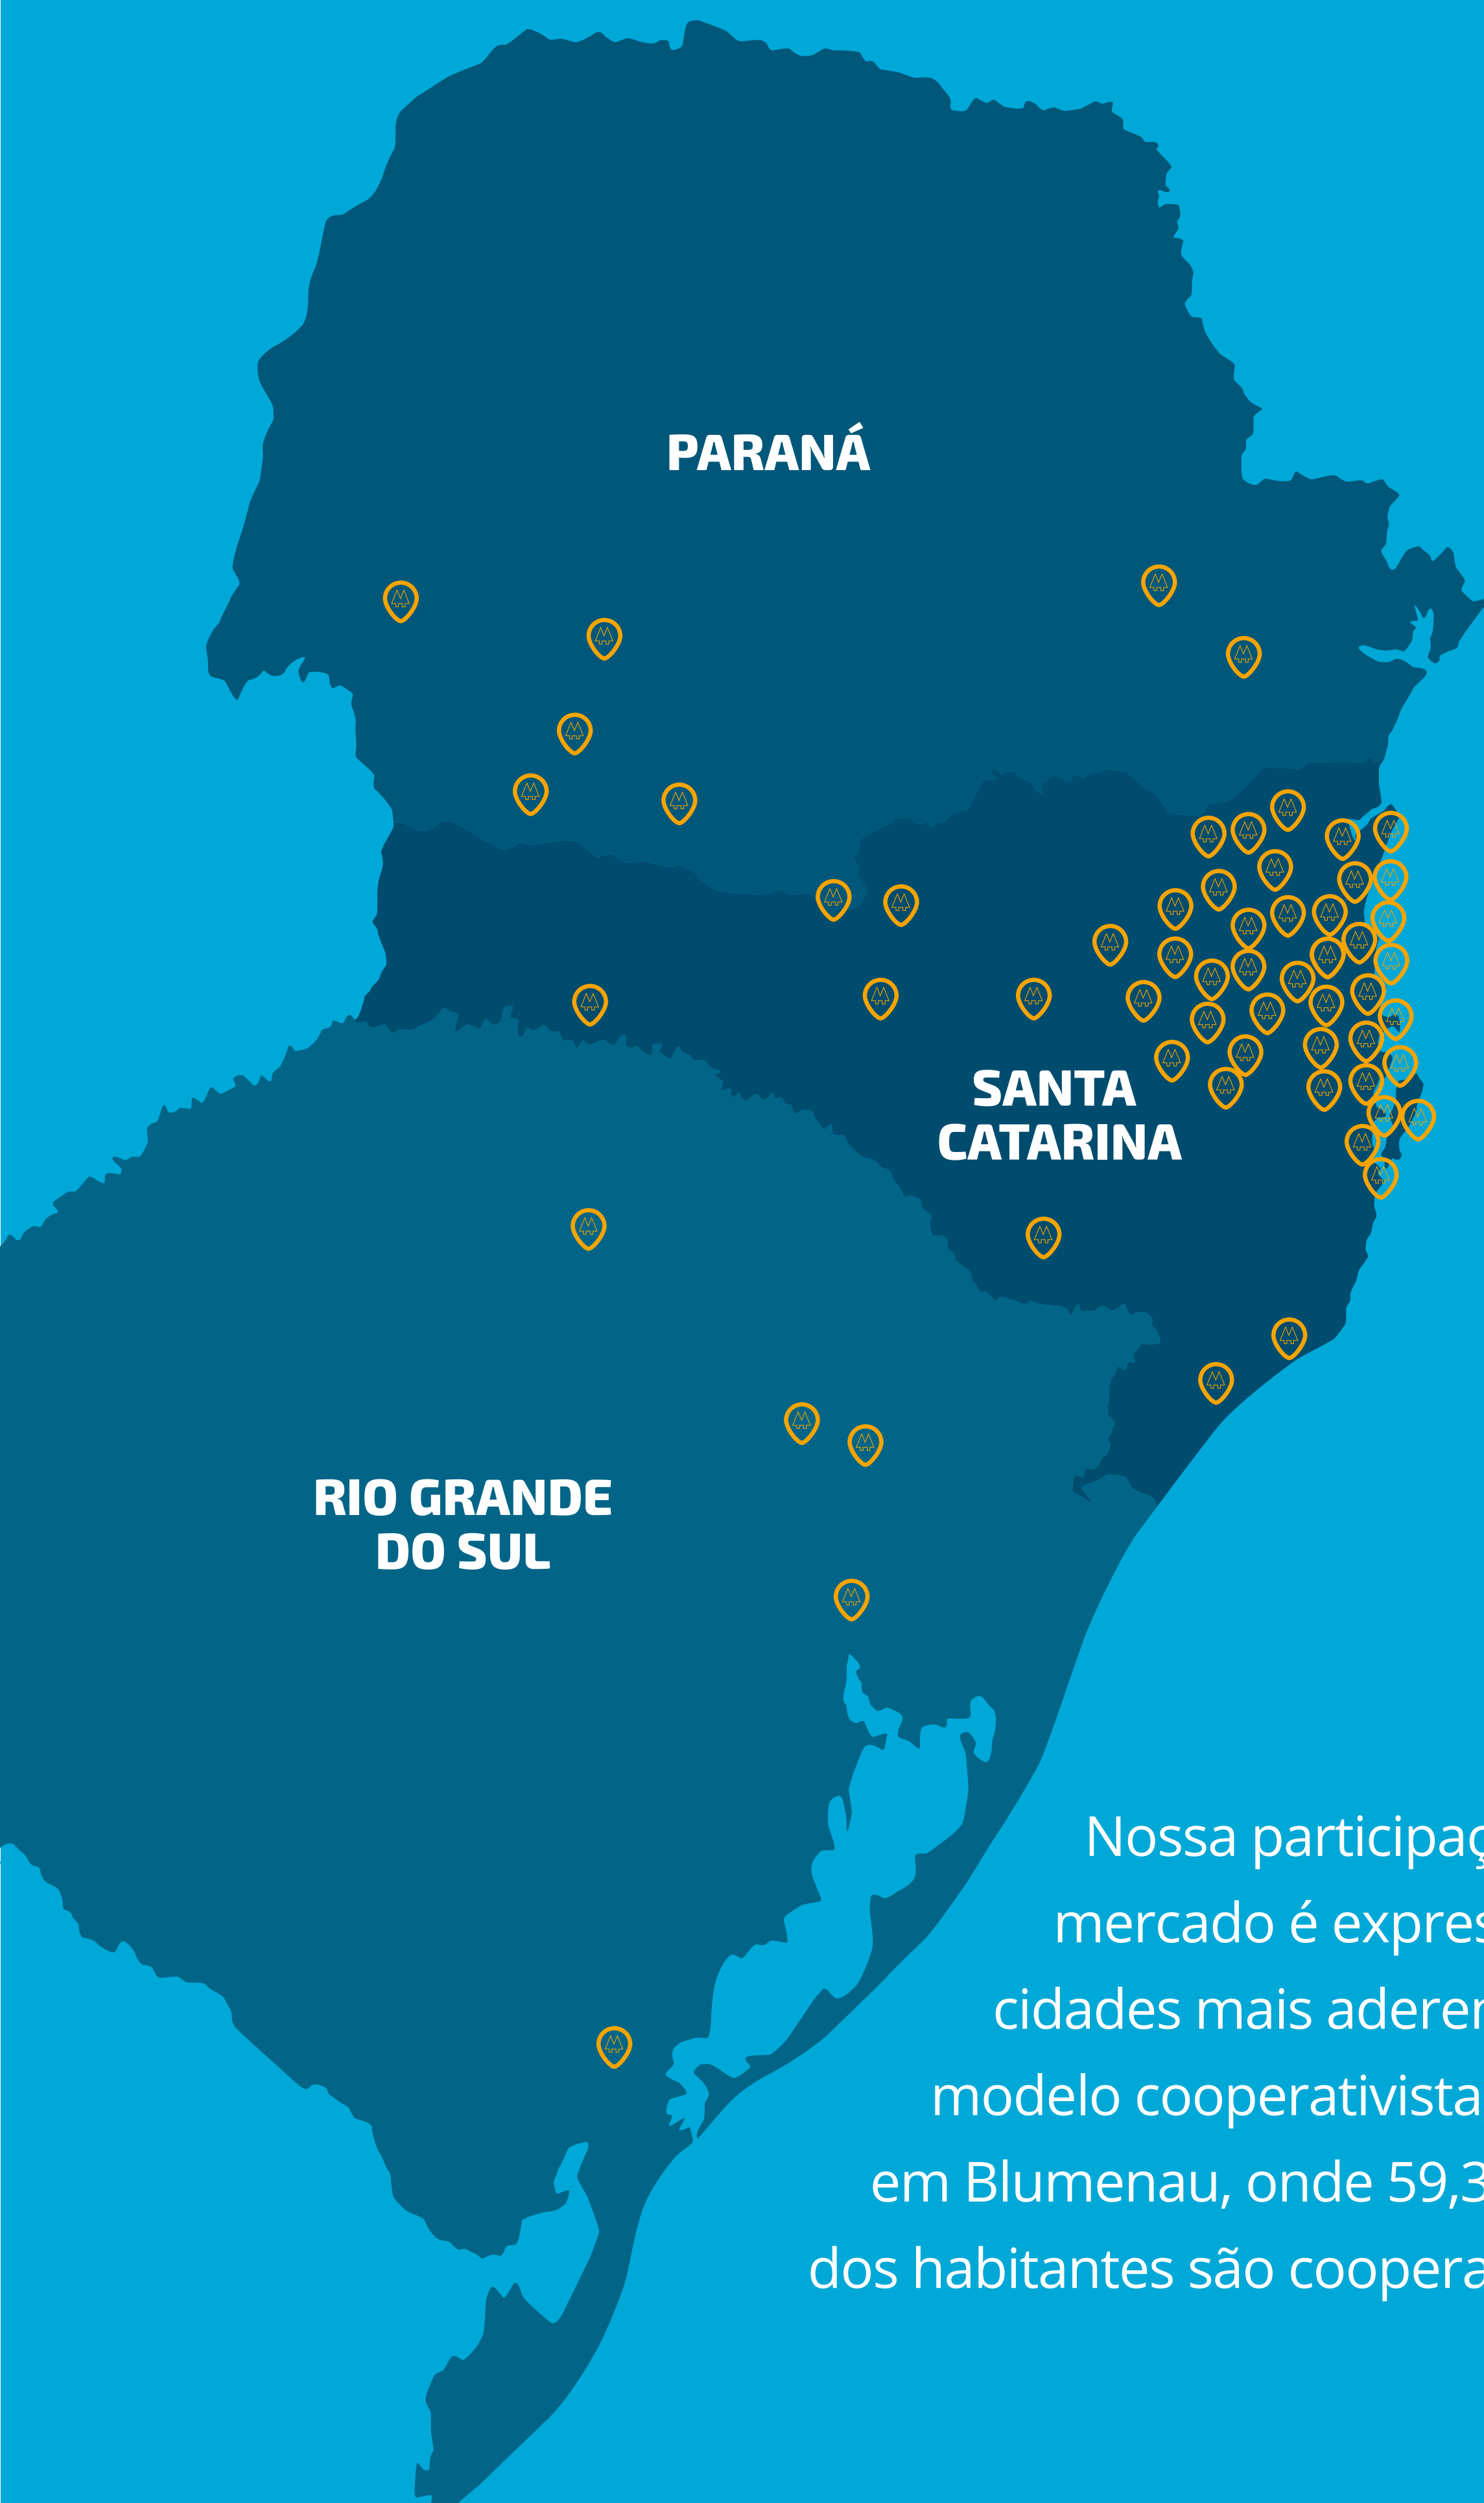 PARANÁ
SANTA
CATARINA
RIO GRANDE
DO SUL
Nossa participaç
mercado é expres
cidades mais aderen
modelo cooperativista
em Blumenau, onde 59,3
dos habitantes são coopera